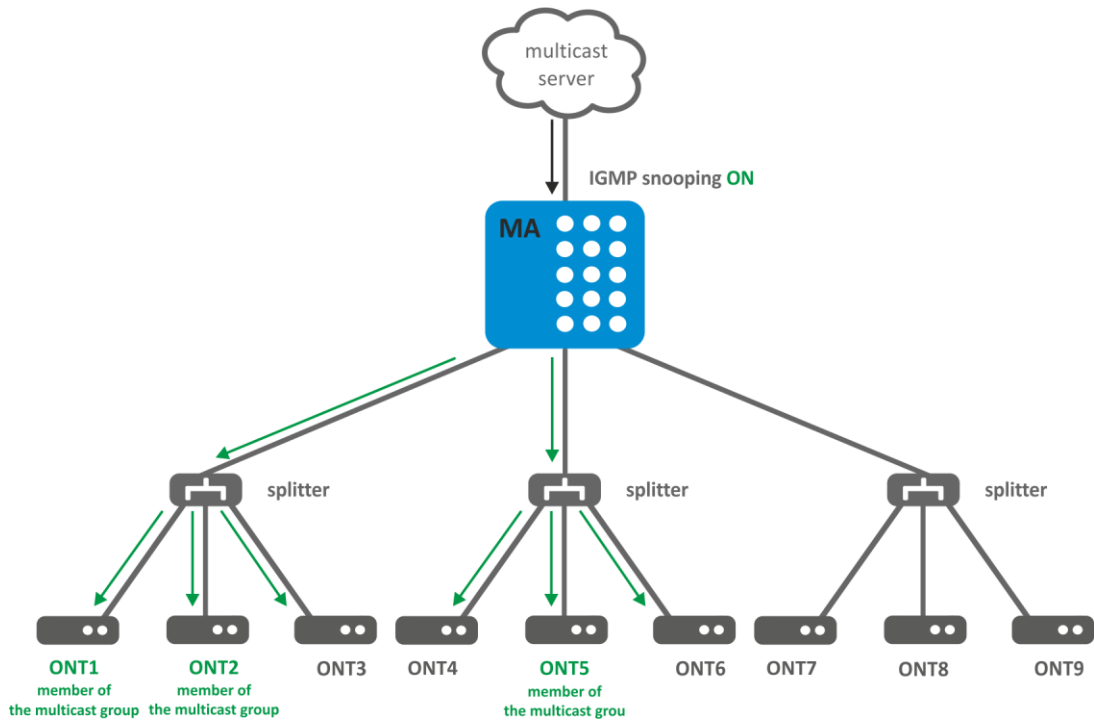 multicast
server
IGMP snooping ON
MA
splitter
splitter
splitter
ONT1
member of
the multicast group
ONT2
member of
the multicast group
ONT3
ONT4
ONT5
member of
the multicast grou
ONT6
ONT7
ONT8
ONT9